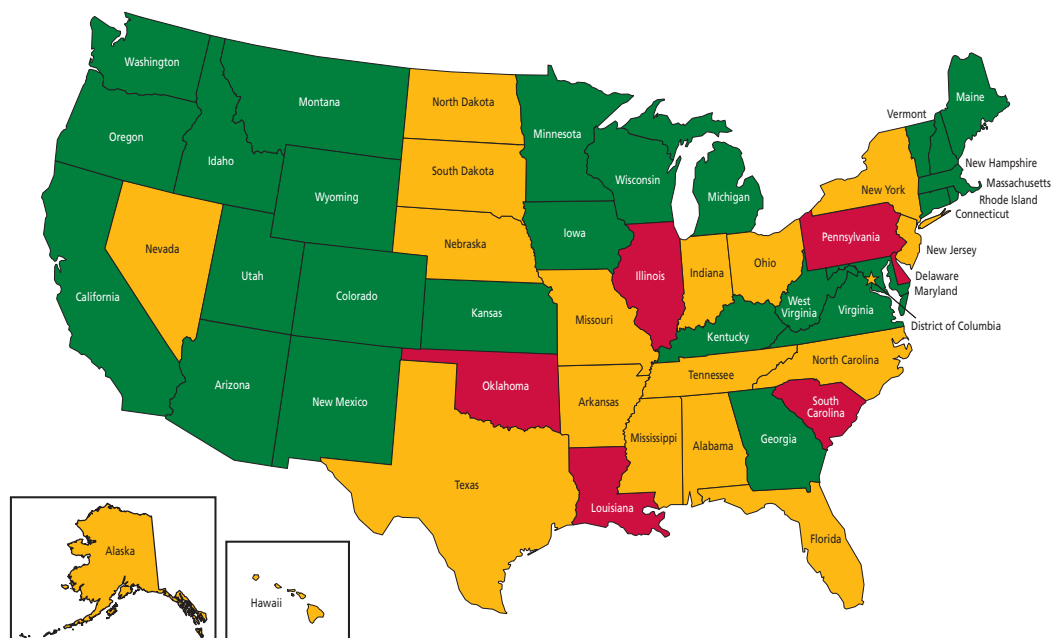 Washington
Oregon
California
Nevada
Idaho
Montana
Wyoming
Utah
Colorado
Arizona
New Mexico
North Dakota
South Dakota
Nebraska
Kansas
Oklahoma
Texas
Minnesota
Iowa
Missouri
Arkansas
Louisiana
Wisconsin
Illinois
Michigan
Indiana
Ohio
Kentucky
Tennessee
Mississippi
Alabama
Georgia
Florida
South
Carolina
North Carolina
Virginia
West
Virginia
Pennsylvania
New York
Vermont
Maine
New Hampshire
Massachusetts
Rhode Island
Connecticut
New Jersey
Delaware
Maryland
District of Columbia
Alaska
Hawaii